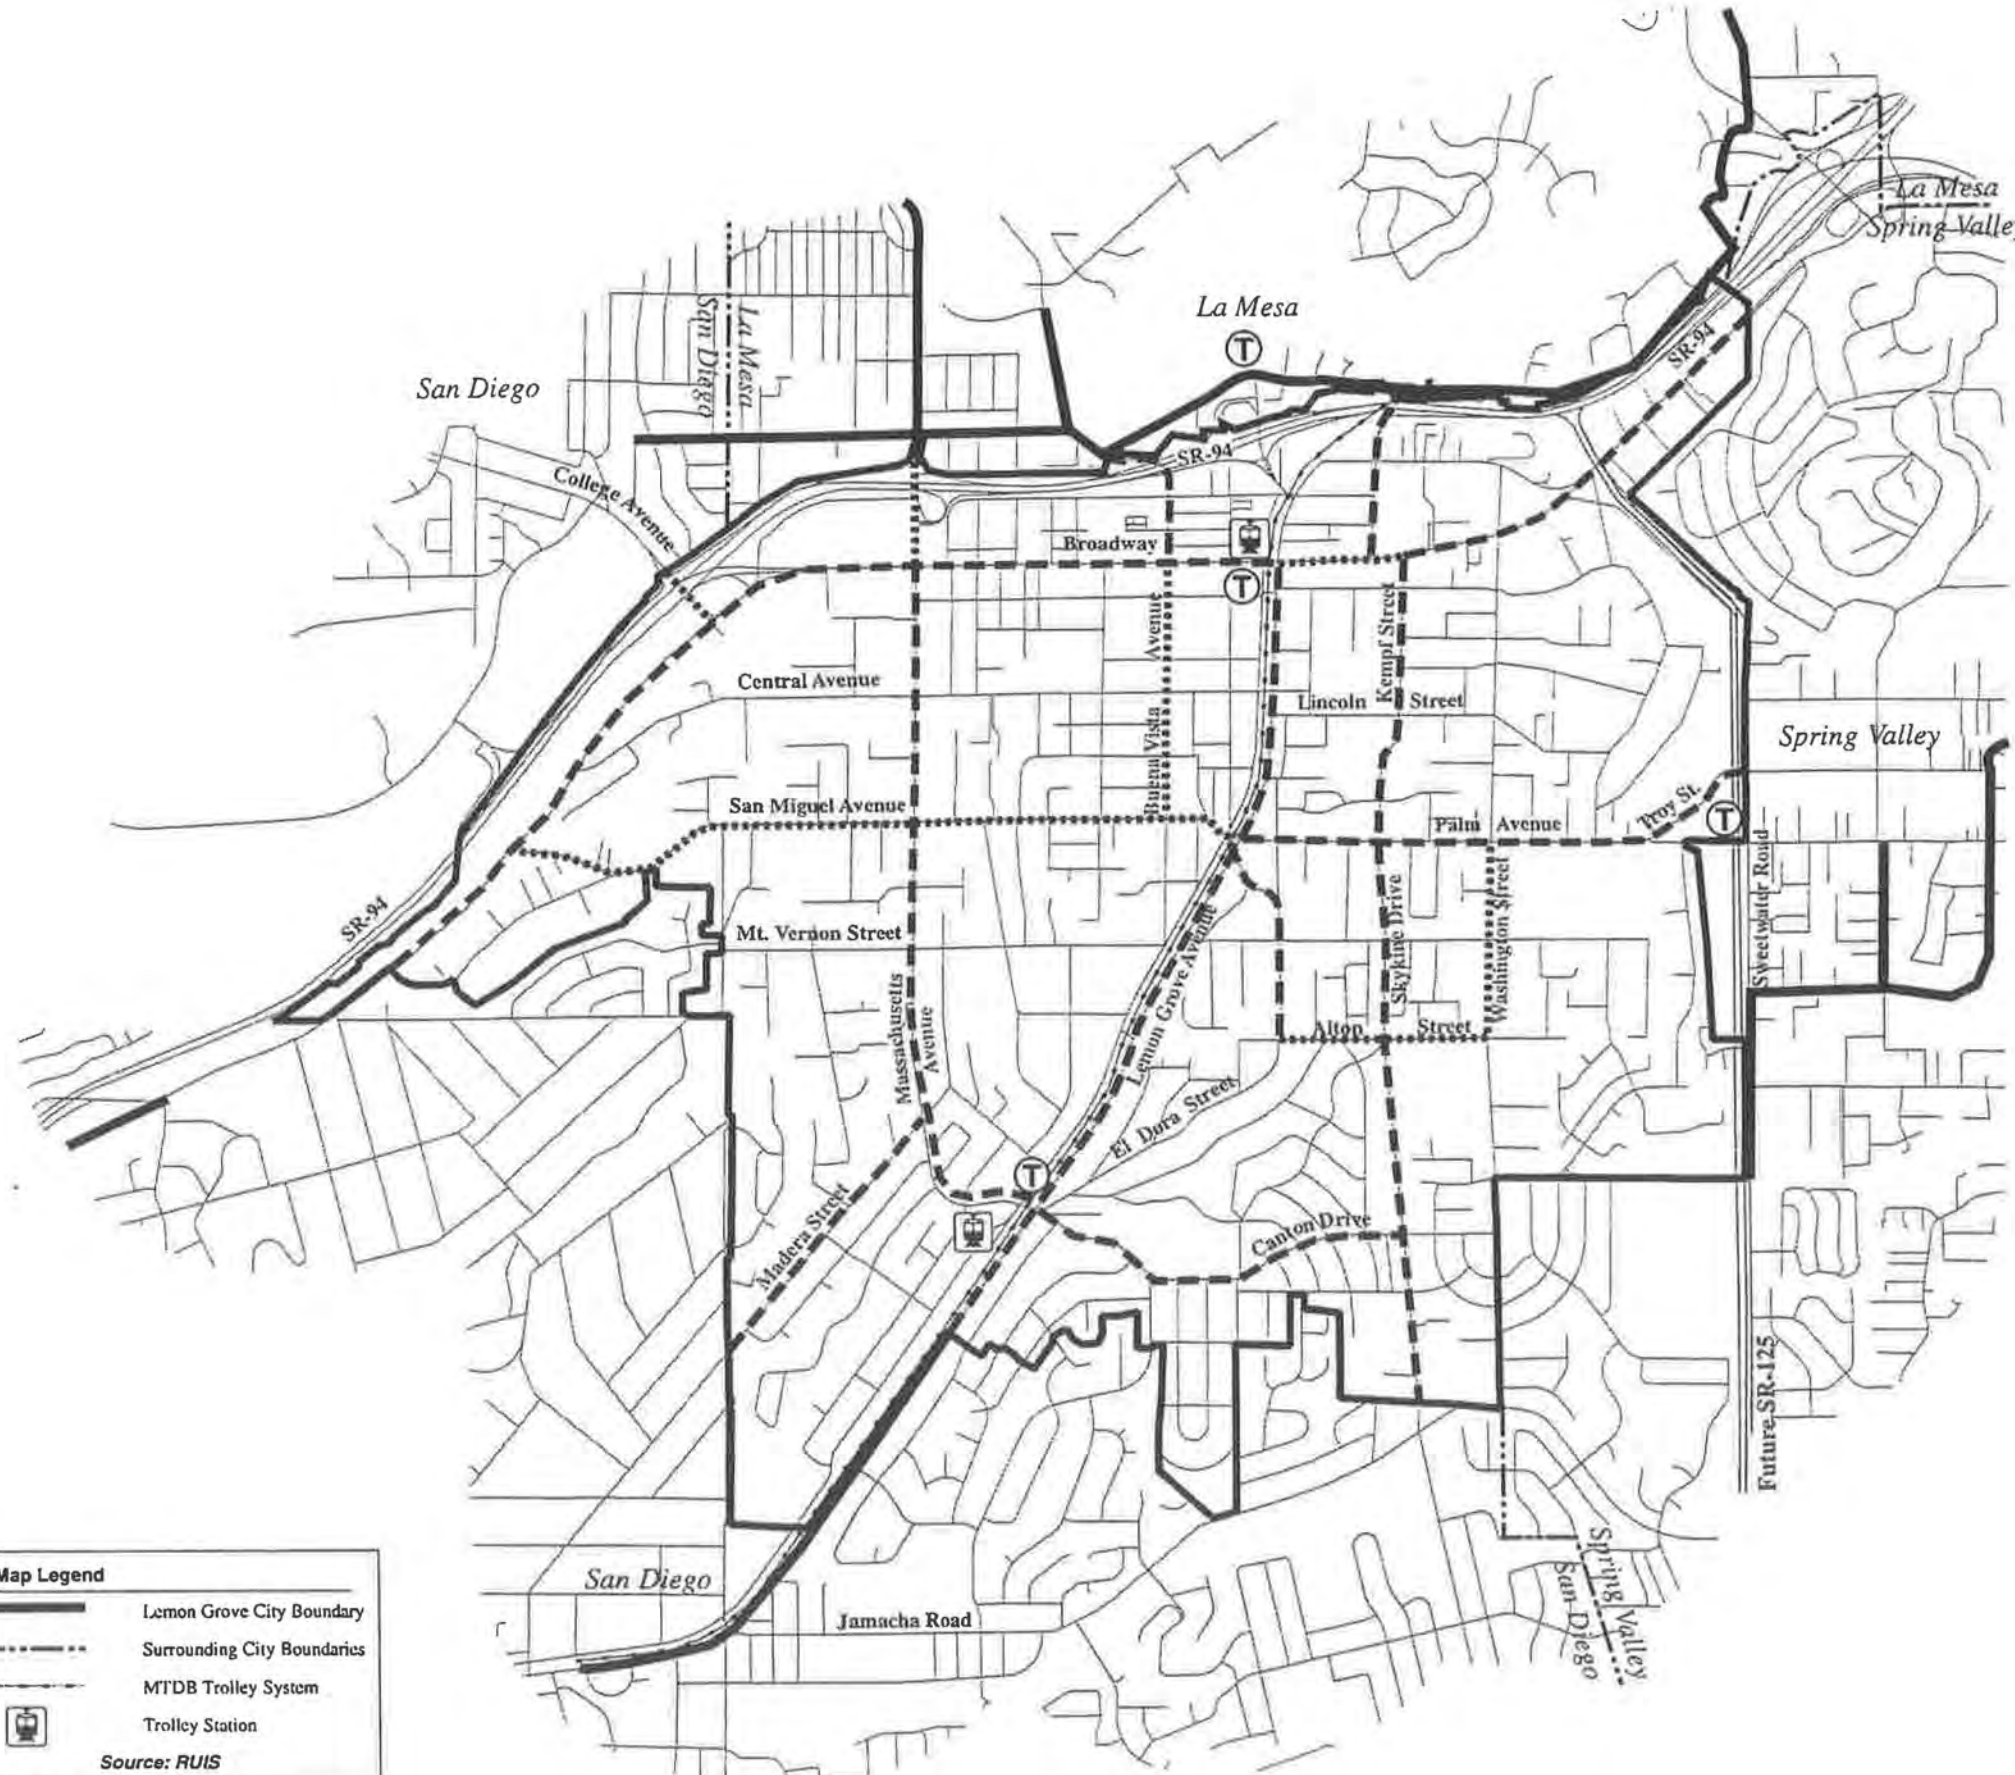 La Mesa
Spring Valle
La Mesa
T
San Diego
La Mesa
San Diego
SR-94
SR-94
College Avenue
Broadway
T
Buena Vista Avenue
Kempf Street
Central Avenue
Lincoln Street
Spring Valley
San Miguel Avenue
Palm Avenue
Troy St.
T
SR-94
Mt. Vernon Street
Skyline Drive
Washington Street
Sweetwater Road
Massachusetts
Avenue
Lemon Grove Avenue
Alton Street
El Dora Street
T
Madera Street
Canton Drive
Future SR-125
San Diego
Jamacha Road
Spring Valley
San Diego
Map Legend
Lemon Grove City Boundary
Surrounding City Boundaries
MTDB Trolley System
Trolley Station
Source: RUIS